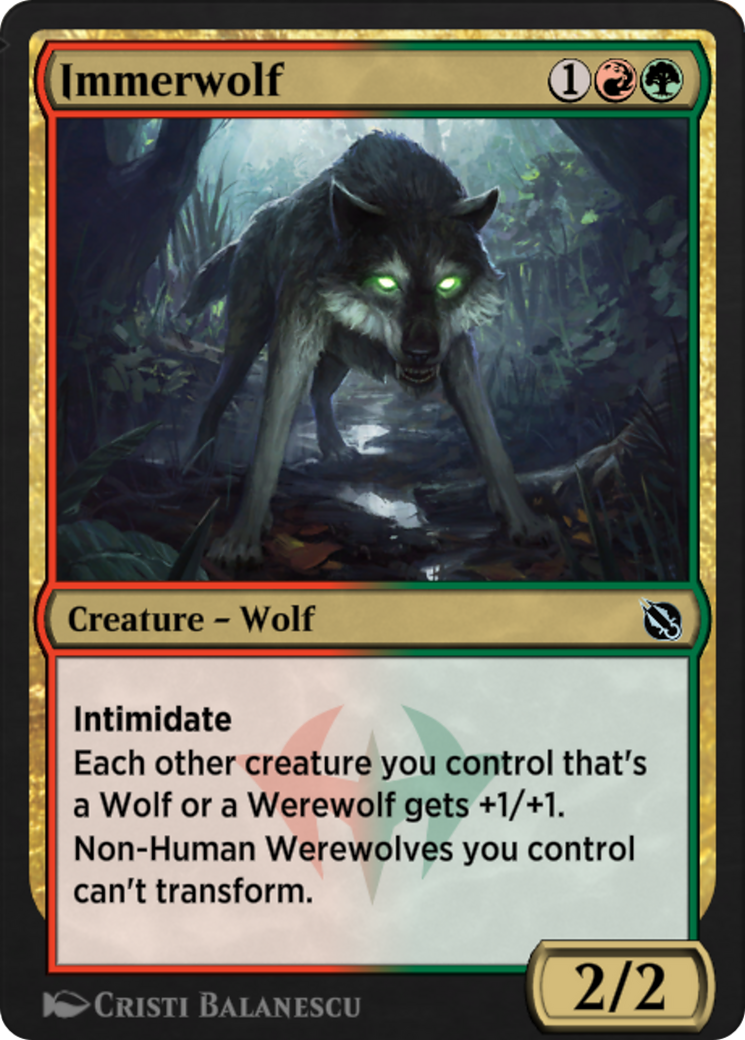 Immerwolf 1
Creature – Wolf
Intimidate
Each other creature you control that's
a Wolf or a Werewolf gets +1/+1.
Non-Human Werewolves you control
can't transform.
2/2
Cristi Balanescu